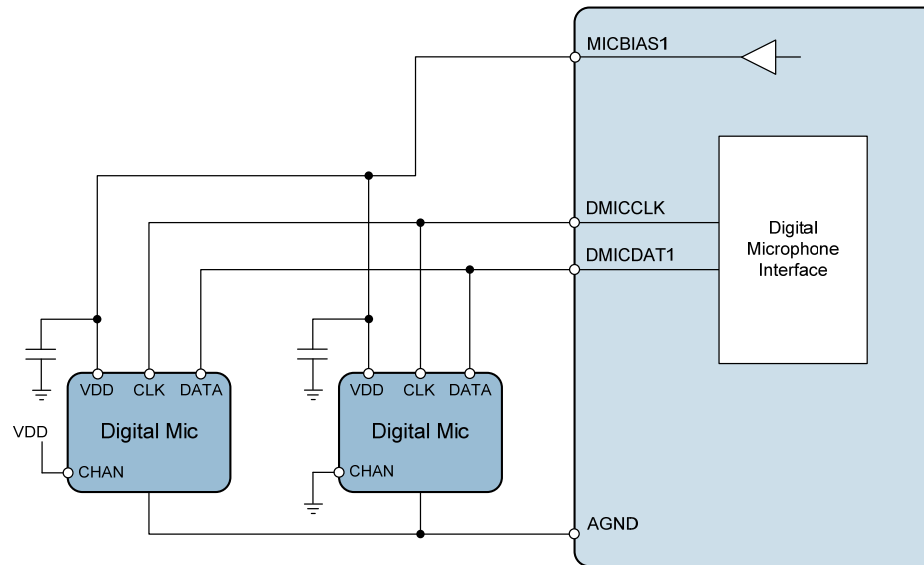 MICBIAS1
DMICCLK
DMICDAT1
Digital
Microphone
Interface
VDD
CLK
DATA
Digital Mic
VDD
CHAN
VDD
CLK
DATA
Digital Mic
CHAN
AGND